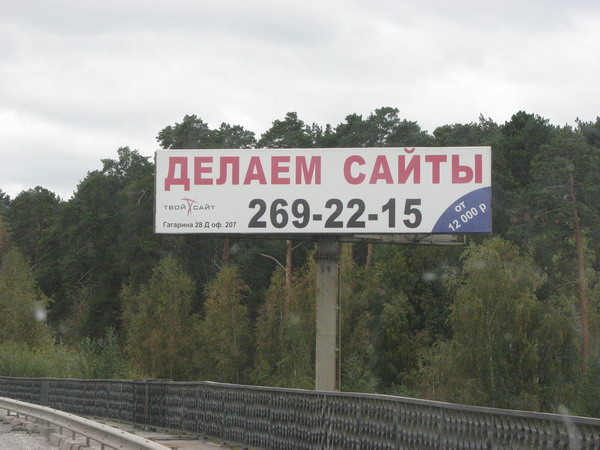 ДЕЛАЕМ САЙТЫ
ТВОЙ САЙТ
269-22-15
Гагарина 28 Д оф. 207
от
12 000 р